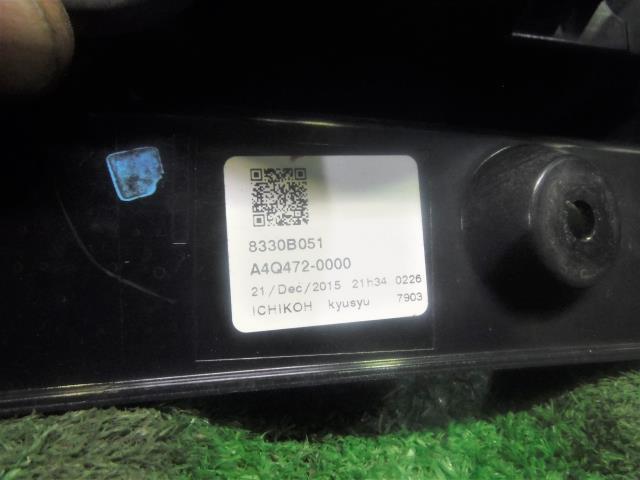 8330B051
A4Q472-0000
21/Dec/2015 21h34 0226
ICHIKOH kyusyu 7903